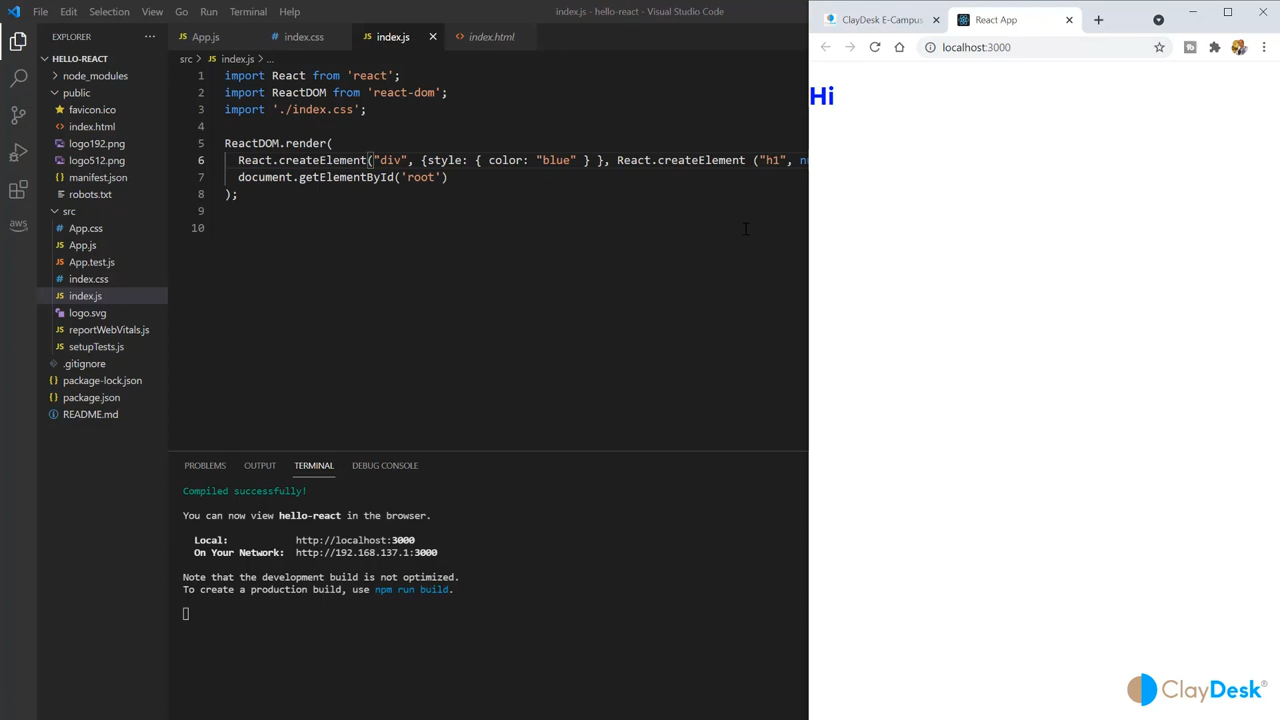 File Edit Selection View Go Run Terminal Help
index.js - hello-react - Visual Studio Code
EXPLORER
HELLO-REACT
node_modules
public
favicon.ico
index.html
logo192.png
logo512.png
manifest.json
robots.txt
src
App.css
App.js
App.test.js
index.css
index.js
logo.svg
reportWebVitals.js
setupTests.js
.gitignore
package-lock.json
package.json
README.md
aws
App.js index.css index.js index.html
src > index.js > ...
1 import React from 'react';
2 import ReactDOM from 'react-dom';
3 import './index.css';
4
5 ReactDOM.render(
6 React.createElement("div", {style: { color: "blue" } }, React.createElement ("h1",
7 document.getElementById('root')
8 );
9
10
PROBLEMS OUTPUT TERMINAL DEBUG CONSOLE
Compiled successfully!
You can now view hello-react in the browser.
Local: http://localhost:3000
On Your Network: http://192.168.137.1:3000
Note that the development build is not optimized.
To create a production build, use npm run build.
ClayDesk E-Campus React App
localhost:3000
Hi
ClayDesk®